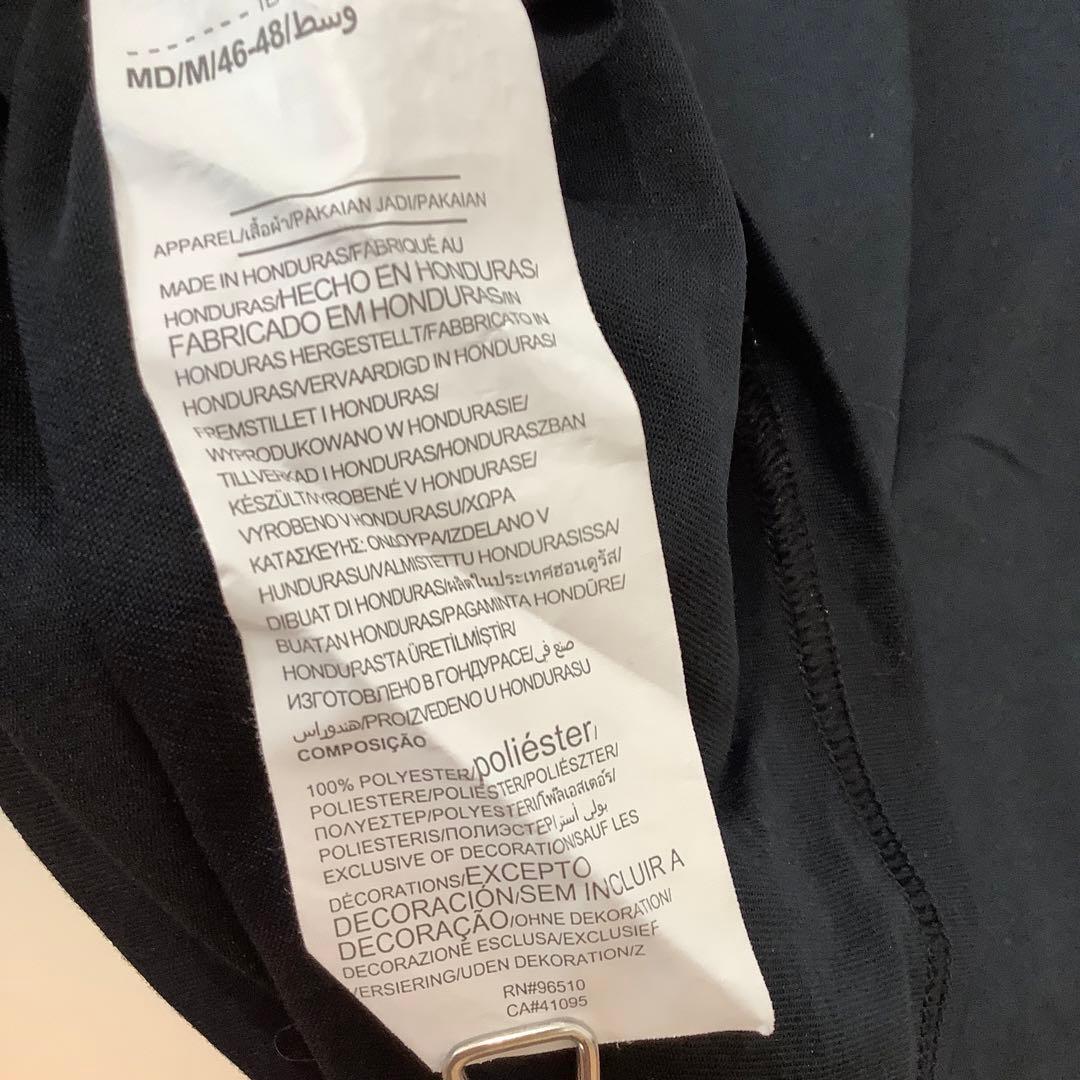 MD/M/46-48/وسط
APPAREL/เสื้อผ้า/PAKAIAN JADI/PAKAIAN
MADE IN HONDURAS/FABRIQUÉ AU
HONDURAS/HECHO EN HONDURAS/
FABRICADO EM HONDURAS/IN
HONDURAS HERGESTELLT/FABBRICATO IN
HONDURAS/VERVAARDIGD IN HONDURAS/
FREMSTILLET I HONDURAS/
WYPRODUKOWANO W HONDURASIE/
TILLVERKAD I HONDURAS/HONDURASZBAN
KÉSZÜLT/VYROBENÉ V HONDURASE/
VYROBENO V HONDURASU/ΧΩΡΑ
ΚΑΤΑΣΚΕΥΗΣ: ΟΝΔΟΥΡΑ/IZDELANO V
HUNDURASU/VALMISTETTU HONDURASISSA/
DIBUAT DI HONDURAS/ผลิตในประเทศฮอนดูรัส/
BUATAN HONDURAS/PAGAMINTA HONDŪRE/
HONDURAS'TA ÜRETİLMİŞTİR/
ИЗГОТОВЛЕНО В ГОНДУРАСЕ/صنع في
هندوراس/PROIZVEDENO U HONDURASU
COMPOSIÇÃO
100% POLYESTER/poliéster/
POLIESTERE/POLIÉSTER/POLIÉSZTER/
ΠΟΛΥΕΣΤΕΡ/POLYESTERI/โพลีเอสเตอร์/
POLIESTERIS/ПОЛИЭСТЕР/بولي أستر
EXCLUSIVE OF DECORATION/SAUF LES
DÉCORATIONS/EXCEPTO
DECORACIÓN/SEM INCLUIR A
DECORAÇÃO/OHNE DEKORATION/
DECORAZIONE ESCLUSA/EXCLUSIEF
VERSIERING/UDEN DEKORATION/Z
RN#96510
CA#41095